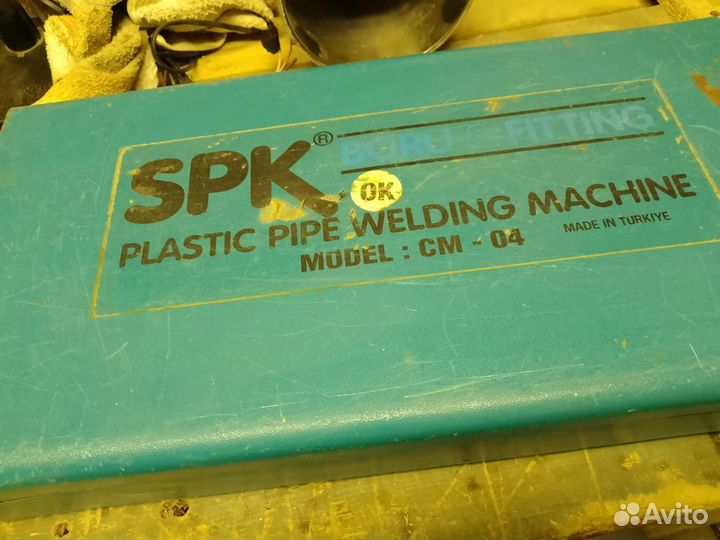 SPK®
BORU & FITTING
OK
PLASTIC PIPE WELDING MACHINE
MODEL : CM - 04
MADE IN TURKIYE
Avito